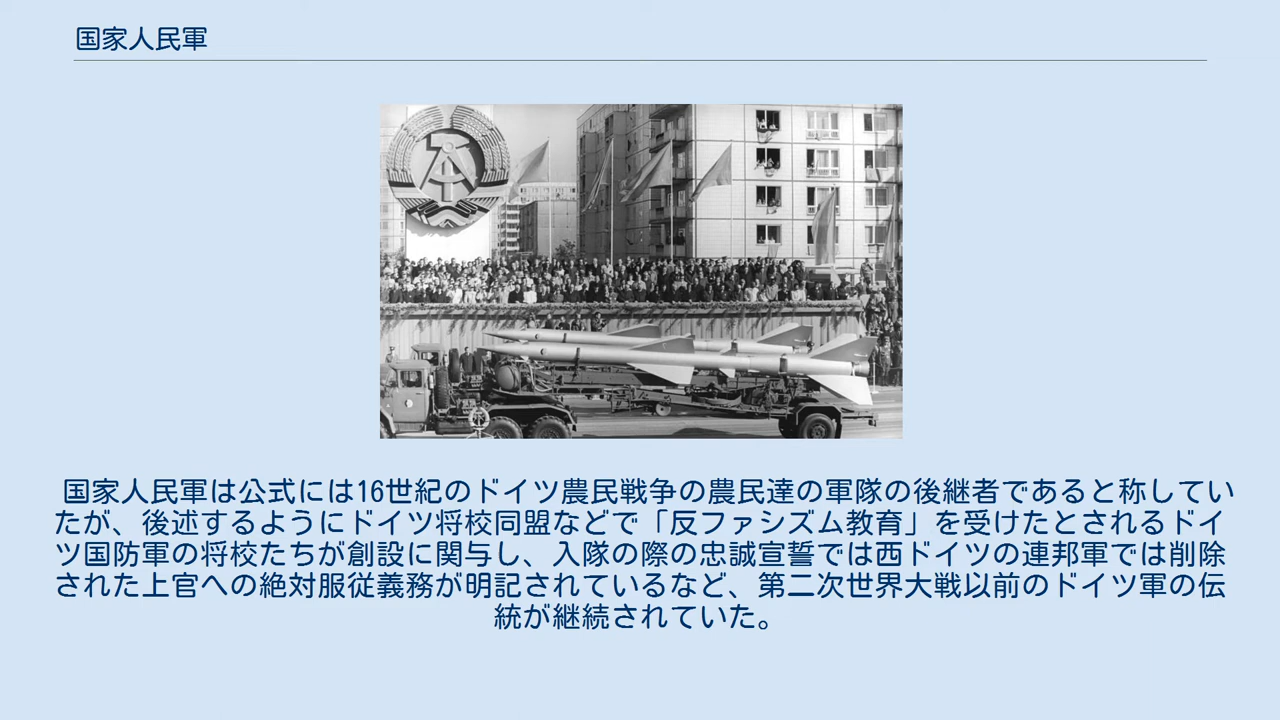 国家人民軍
国家人民軍は公式には16世紀のドイツ農民戦争の農民達の軍隊の後継者であると称してい
たが、後述するようにドイツ将校同盟などで「反ファシズム教育」を受けたとされるドイ
ツ国防軍の将校たちが創設に関与し、入隊の際の忠誠宣誓では西ドイツの連邦軍では削除
された上官への絶対服従義務が明記されているなど、第二次世界大戦以前のドイツ軍の伝
統が継続されていた。